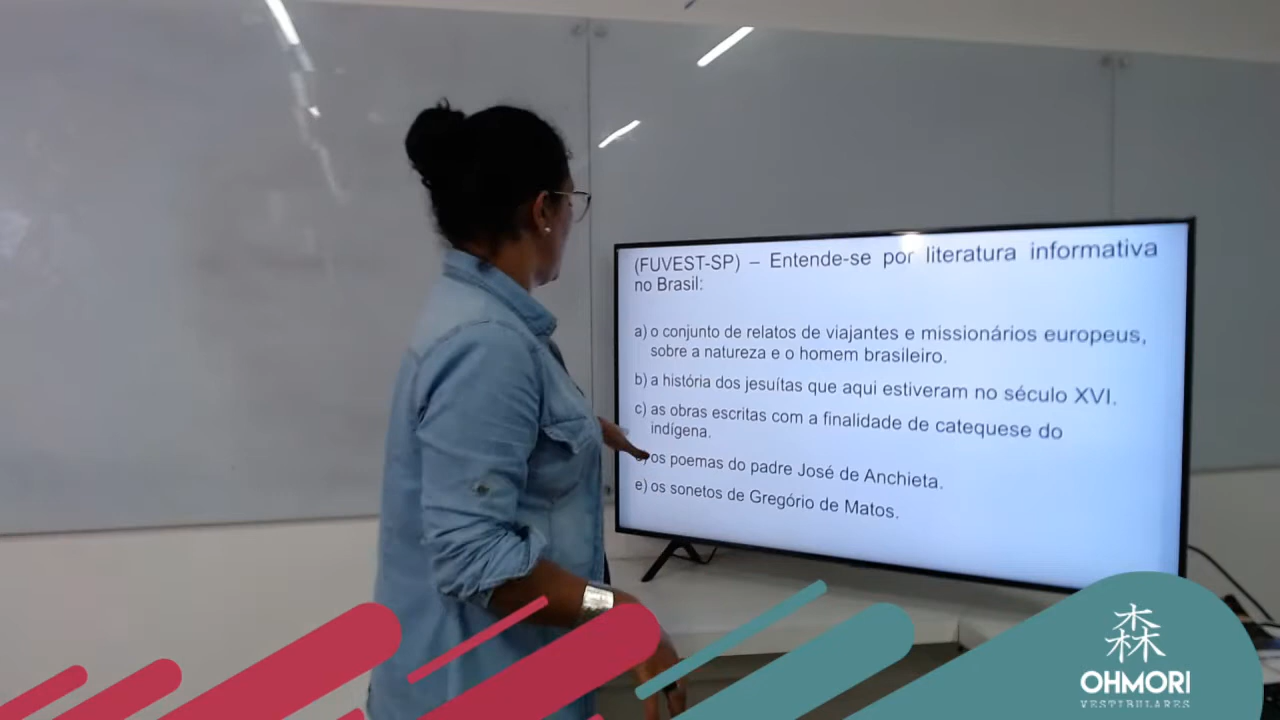 (FUVEST-SP) – Entende-se por literatura informativa
no Brasil:
a) o conjunto de relatos de viajantes e missionários europeus,
sobre a natureza e o homem brasileiro.
b) a história dos jesuítas que aqui estiveram no século XVI.
c) as obras escritas com a finalidade de catequese do
indígena.
os poemas do padre José de Anchieta.
e) os sonetos de Gregório de Matos.
森
OHMORI
VESTIBULARES